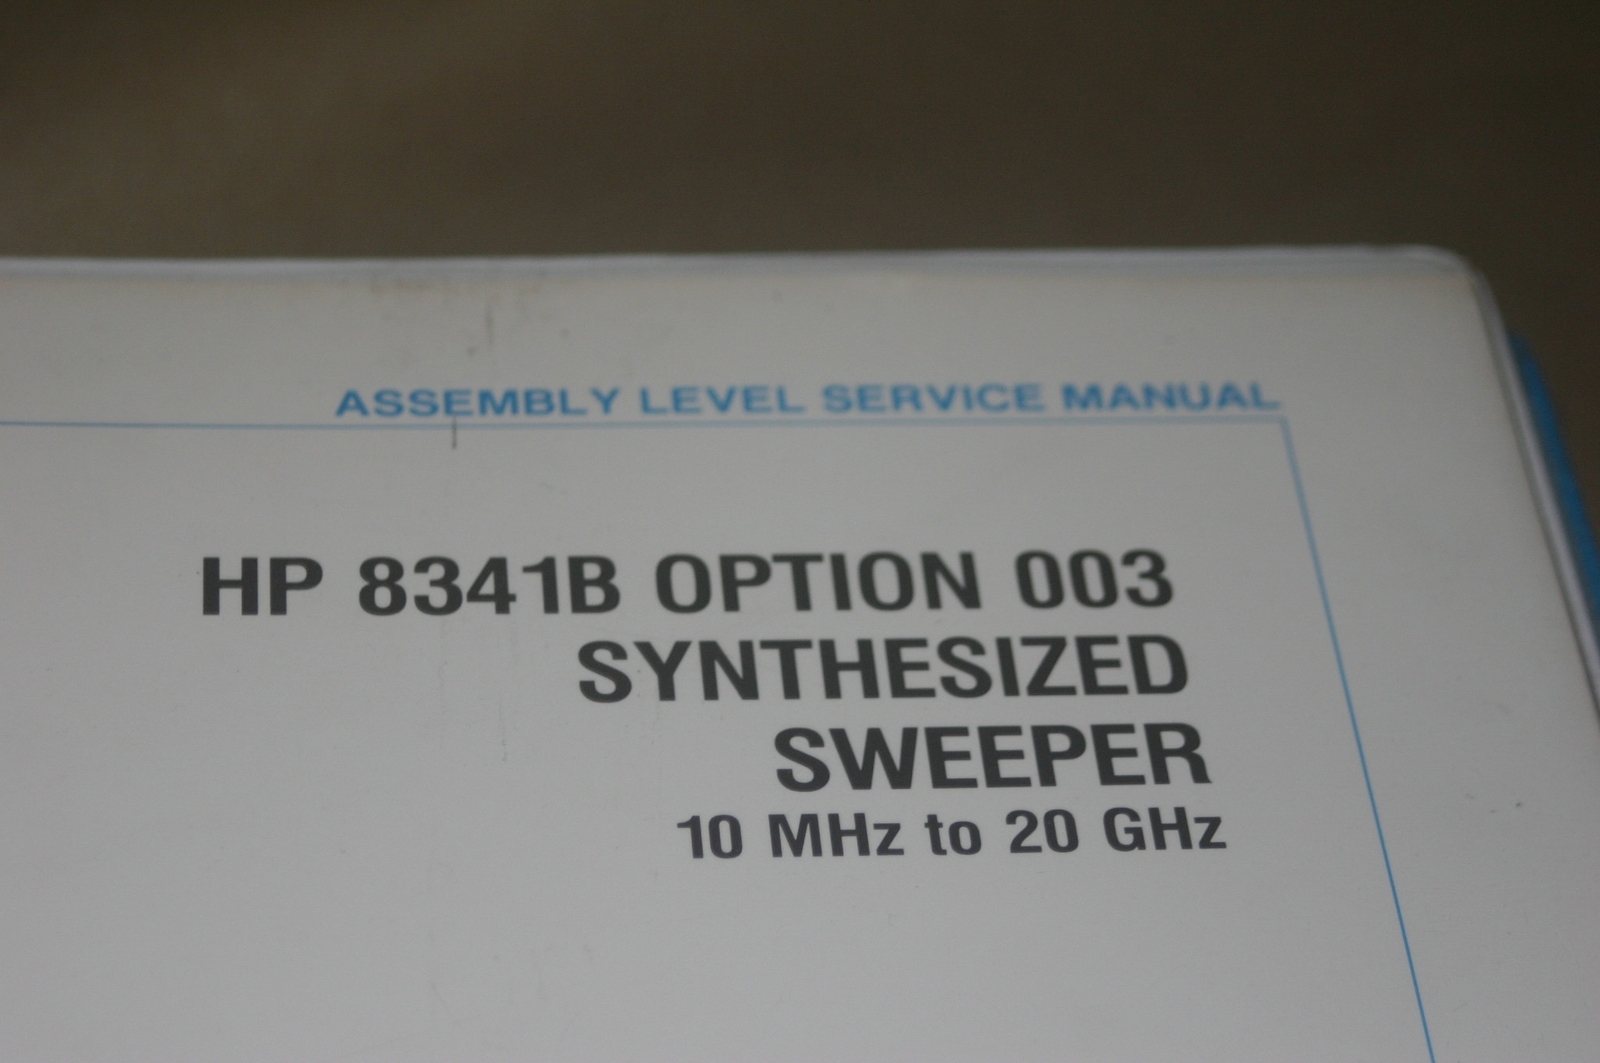 ASSEMBLY LEVEL SERVICE MANUAL
HP 8341B OPTION 003
SYNTHESIZED
SWEEPER
10 MHz to 20 GHz